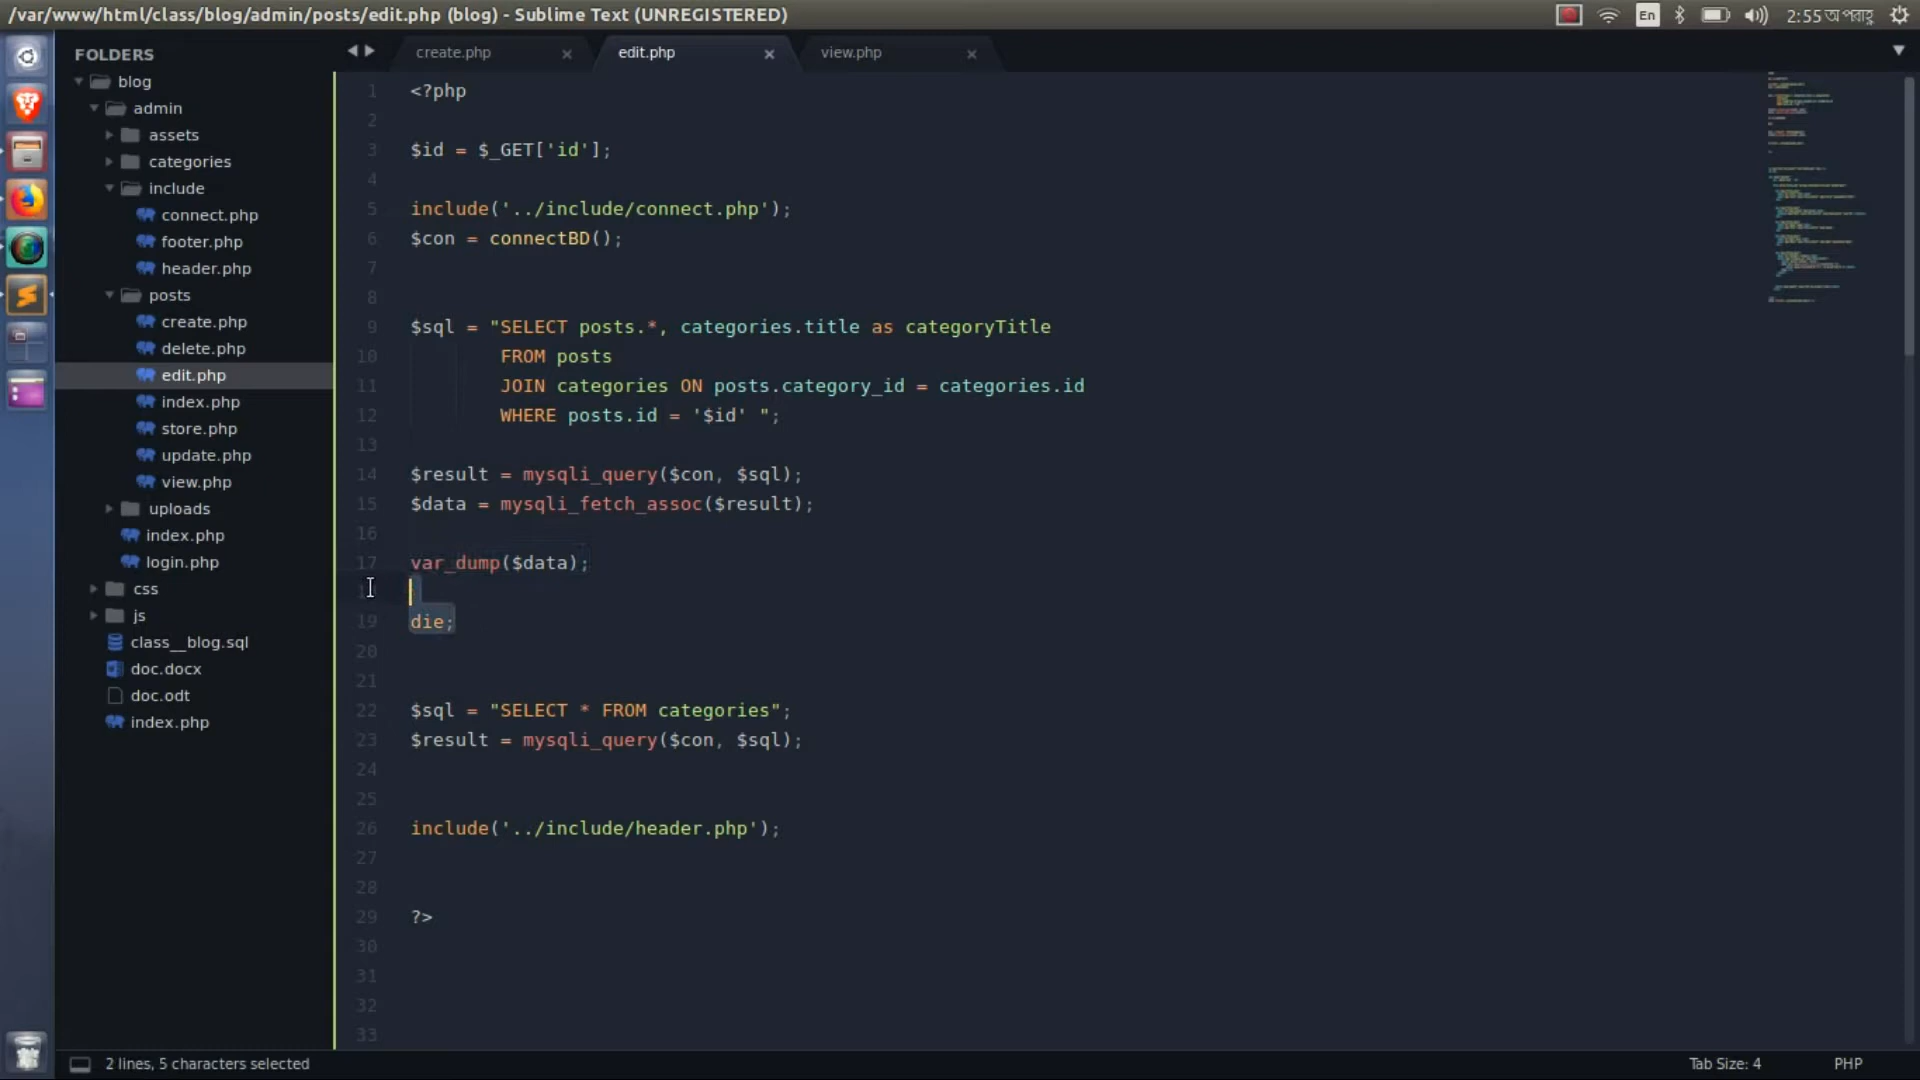 /var/www/html/class/blog/admin/posts/edit.php (blog) - Sublime Text (UNREGISTERED)
En
2:55 অপরাহ্ণ
FOLDERS
blog
admin
assets
categories
include
connect.php
footer.php
header.php
posts
create.php
delete.php
edit.php
index.php
store.php
update.php
view.php
uploads
index.php
login.php
css
js
class__blog.sql
doc.docx
doc.odt
index.php
create.php
edit.php
view.php
1 <?php
2
3 $id = $_GET['id'];
4
5 include('../include/connect.php');
6 $con = connectBD();
7
8
9 $sql = "SELECT posts.*, categories.title as categoryTitle
10 FROM posts
11 JOIN categories ON posts.category_id = categories.id
12 WHERE posts.id = '$id' ";
13
14 $result = mysqli_query($con, $sql);
15 $data = mysqli_fetch_assoc($result);
16
17 var_dump($data);
19 die;
20
21
22 $sql = "SELECT * FROM categories";
23 $result = mysqli_query($con, $sql);
24
25
26 include('../include/header.php');
27
28
29 ?>
30
31
32
33
2 lines, 5 characters selected
Tab Size: 4
PHP